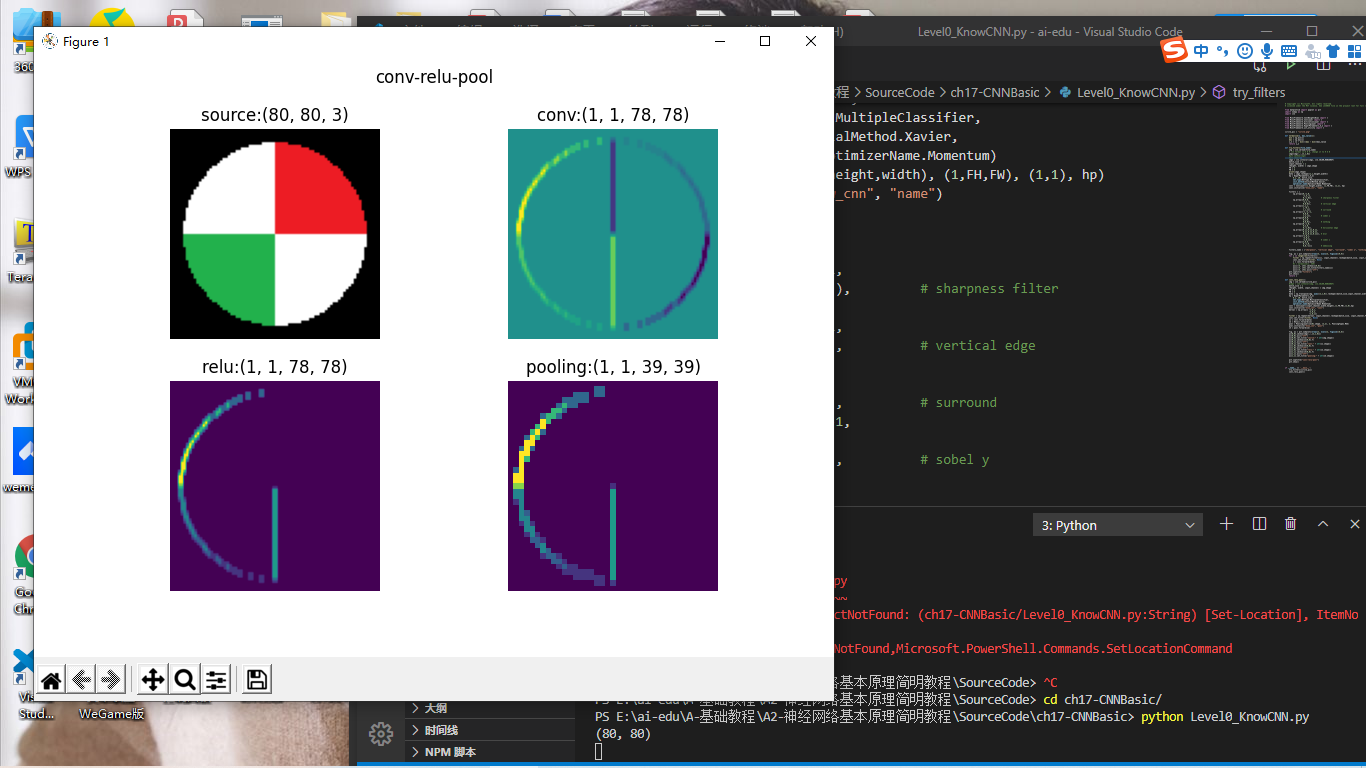 360
WPS
Tera
VM
Work
weme
Go
Chr
Vis
Stud...
WeGame版
Figure 1
conv-relu-pool
source:(80, 80, 3)
conv:(1, 1, 78, 78)
relu:(1, 1, 78, 78)
pooling:(1, 1, 39, 39)
Level0_KnowCNN.py - ai-edu - Visual Studio Code
中
程 > SourceCode > ch17-CNNBasic > Level0_KnowCNN.py > try_filters
MultipleClassifier,
alMethod.Xavier,
timizerName.Momentum)
eight,width), (1,FH,FW), (1,1), hp)
_cnn", "name")
,
), # sharpness filter
,
, # vertical edge
, # surround
1,
, # sobel y
3: Python
py
~~
ctNotFound: (ch17-CNNBasic/Level0_KnowCNN.py:String) [Set-Location], ItemNo
NotFound,Microsoft.PowerShell.Commands.SetLocationCommand
络基本原理简明教程\SourceCode> ^C
PS E:\ai-edu\A-基础教程\A2-神经网络基本原理简明教程\SourceCode> cd ch17-CNNBasic/
PS E:\ai-edu\A-基础教程\A2-神经网络基本原理简明教程\SourceCode\ch17-CNNBasic> python Level0_KnowCNN.py
(80, 80)
大纲
时间线
NPM 脚本